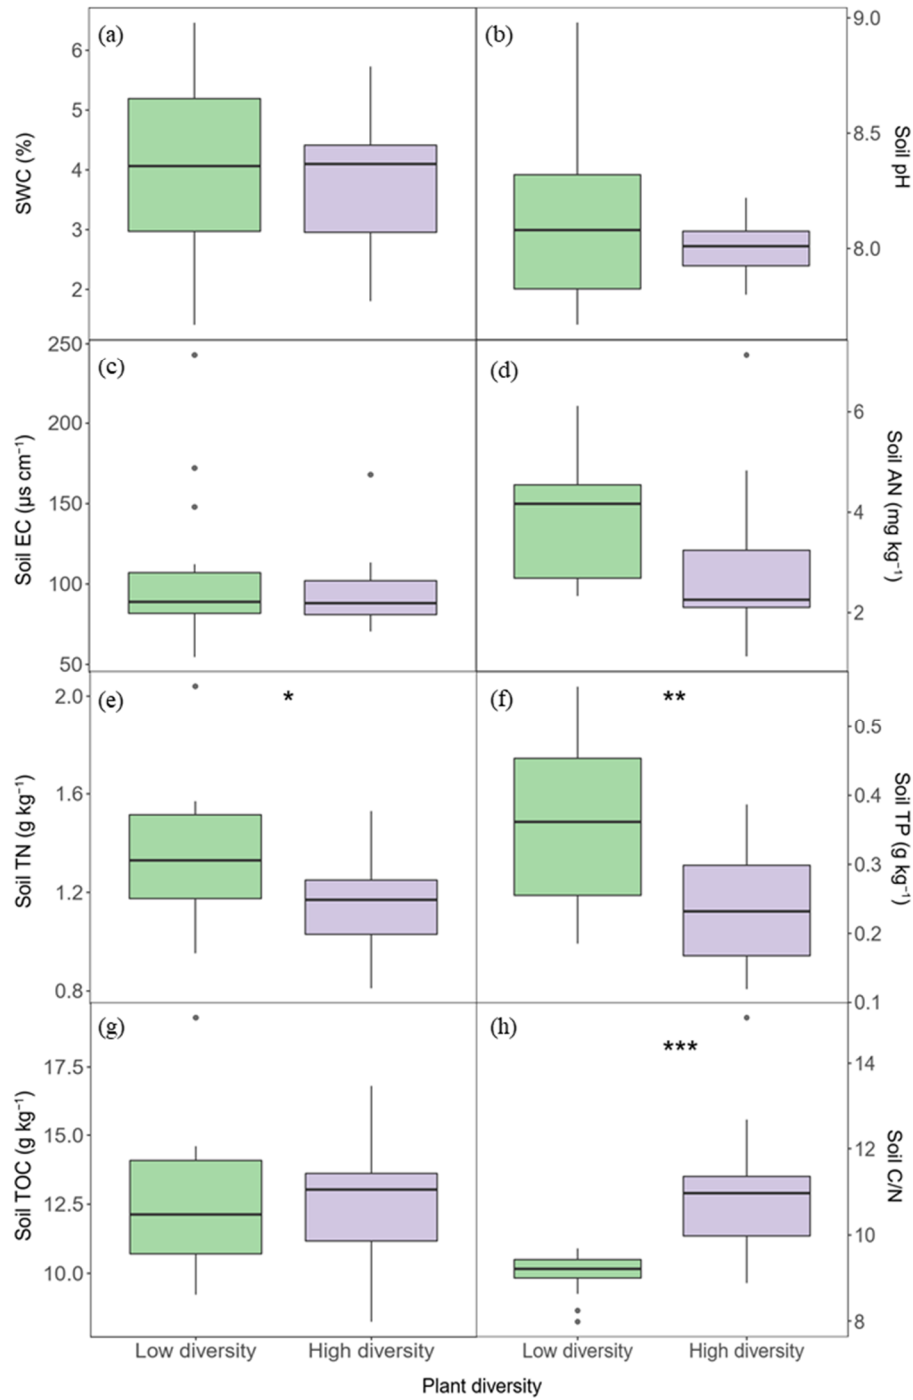 (a)
SWC (%)
6
5
4
3
2
(b)
9.0
8.5
8.0
Soil pH
(c)
Soil EC (µs cm⁻¹)
250
200
150
100
50
(d)
6
4
2
Soil AN (mg kg⁻¹)
(e)
*
Soil TN (g kg⁻¹)
2.0
1.6
1.2
0.8
(f)
**
0.5
0.4
0.3
0.2
0.1
Soil TP (g kg⁻¹)
(g)
Soil TOC (g kg⁻¹)
17.5
15.0
12.5
10.0
(h)
***
14
12
10
8
Soil C/N
Low diversity High diversity Low diversity High diversity
Plant diversity